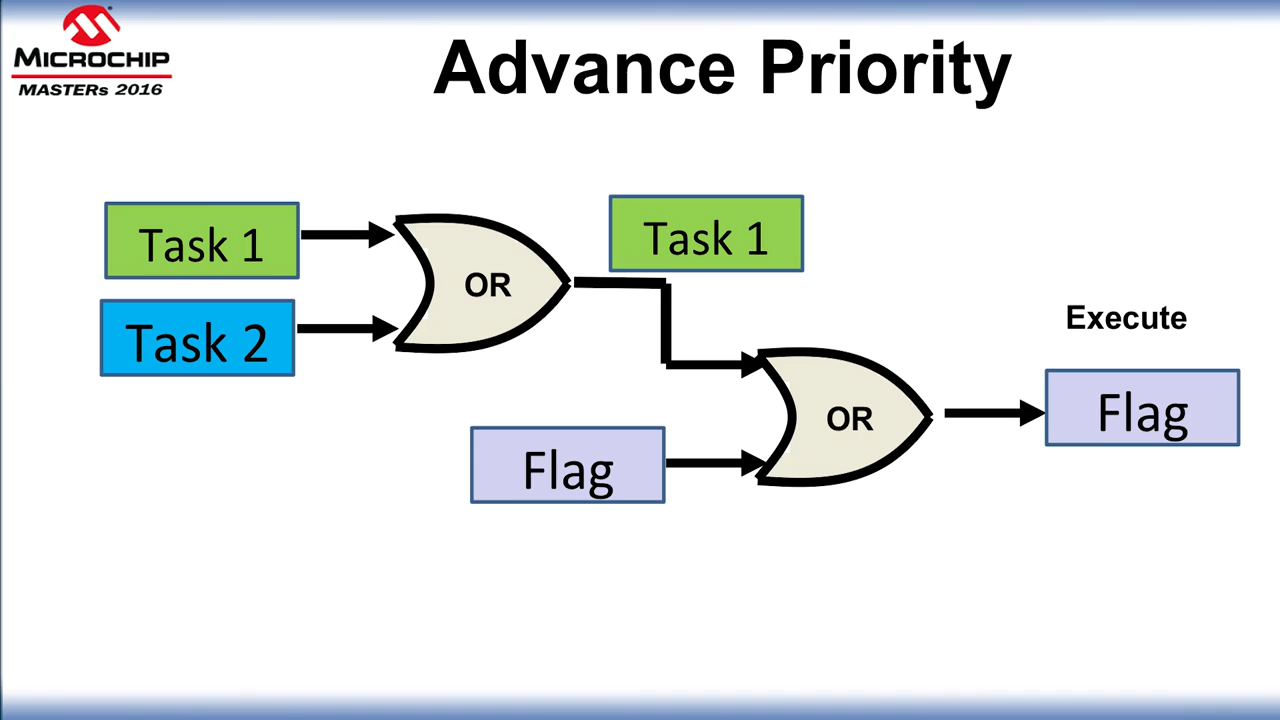 MICROCHIP
MASTERs 2016
Advance Priority
Task 1
Task 2
OR
Task 1
Flag
OR
Execute
Flag